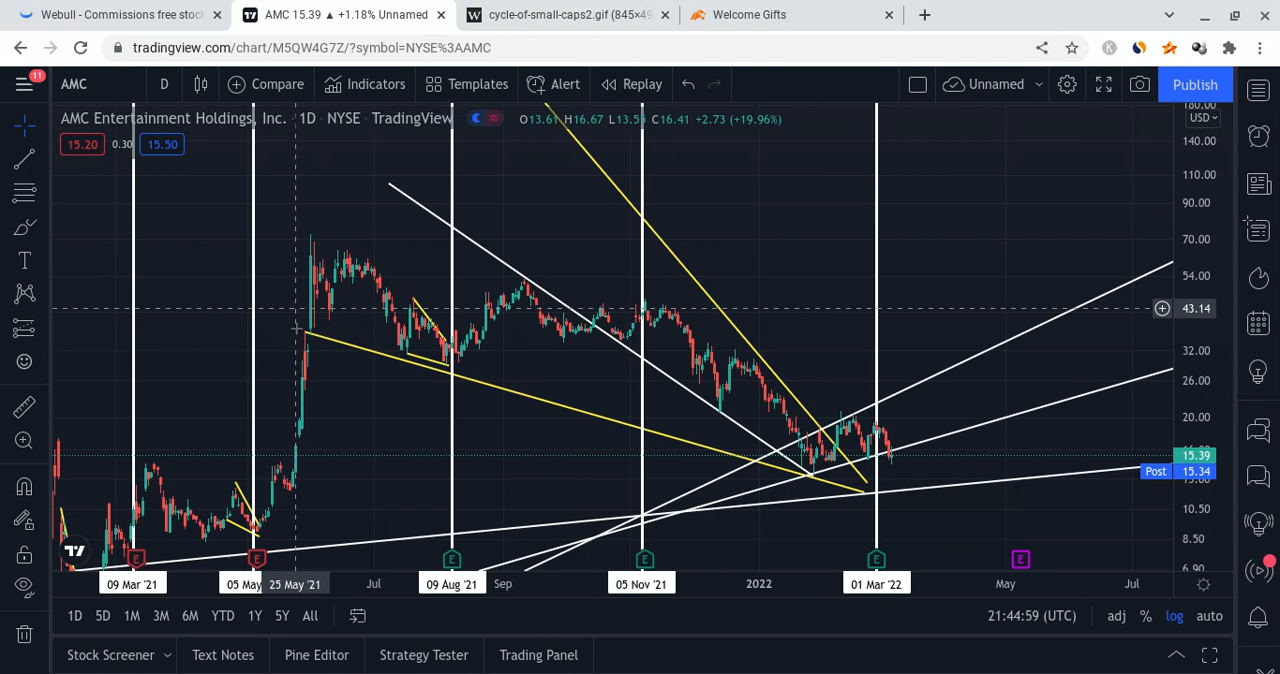 Webull - Commissions free stock
AMC 15.39 ▲ +1.18% Unnamed
cycle-of-small-caps2.gif (845×49
Welcome Gifts
tradingview.com/chart/M5QW4G7Z/?symbol=NYSE%3AAMC
11
AMC
D
Compare
Indicators
Templates
Alert
Replay
Unnamed
Publish
AMC Entertainment Holdings, Inc. · 1D · NYSE · TradingView
O13.61 H16.67 C16.41 +2.73 (+19.96%)
15.20
0.30
15.50
180.00
USD
140.00
110.00
90.00
70.00
54.00
43.14
32.00
26.00
20.00
15.39
Post 15.34
13.00
10.50
8.50
6.90
E
E
E
E
E
E
09 Mar '21
05 May
25 May '21
Jul
09 Aug '21
Sep
05 Nov '21
2022
01 Mar '22
May
Jul
1D 5D 1M 3M 6M YTD 1Y 5Y All
21:44:59 (UTC)
adj % log auto
Stock Screener
Text Notes
Pine Editor
Strategy Tester
Trading Panel